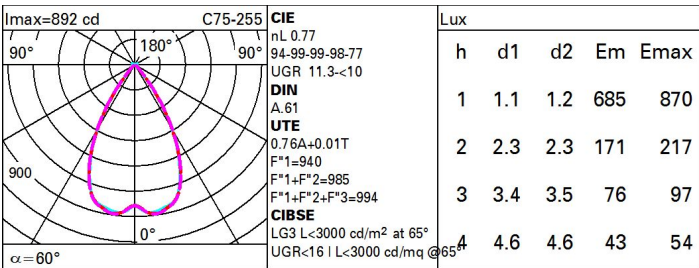 Imax=892 cd C75-255
90° 180° 90°
900
0°
α=60°
CIE
nL 0.77
94-99-99-98-77
UGR 11.3-<10
DIN
A.61
UTE
0.76A+0.01T
F"1=940
F"1+F"2=985
F"1+F"2+F"3=994
CIBSE
LG3 L<3000 cd/m² at 65°
UGR<16 | L<3000 cd/mq @65°
Lux
h d1 d2 Em Emax
1 1.1 1.2 685 870
2 2.3 2.3 171 217
3 3.4 3.5 76 97
4 4.6 4.6 43 54